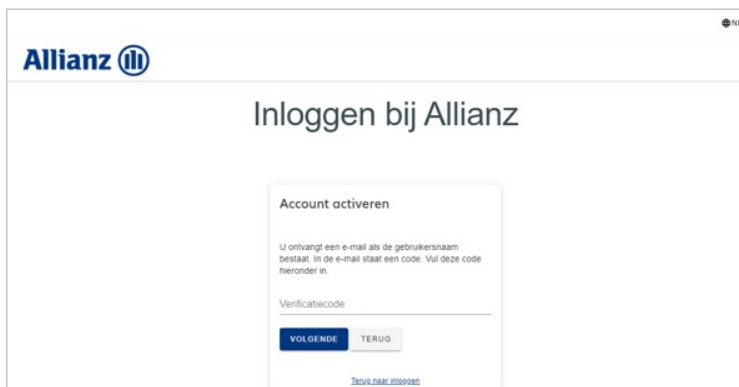 NL
Allianz
Inloggen bij Allianz
Account activeren
U ontvangt een e-mail als de gebruikersnaam
bestaat. In de e-mail staat een code. Vul deze code
hieronder in.
Verificatiecode
VOLGENDE TERUG
Terug naar inloggen